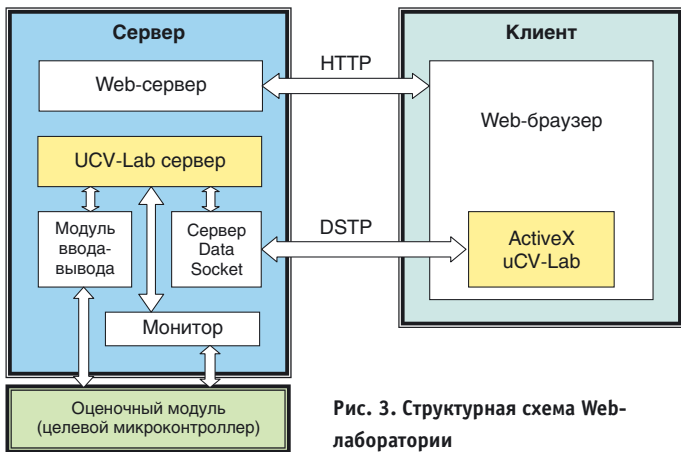 Сервер
Web-сервер
UCV-Lab сервер
Модуль
ввода-
вывода
Сервер
Data
Socket
Монитор
Оценочный модуль
(целевой микроконтроллер)
HTTP
DSTP
Клиент
Web-браузер
ActiveX
uCV-Lab
Рис. 3. Структурная схема Web-
лаборатории